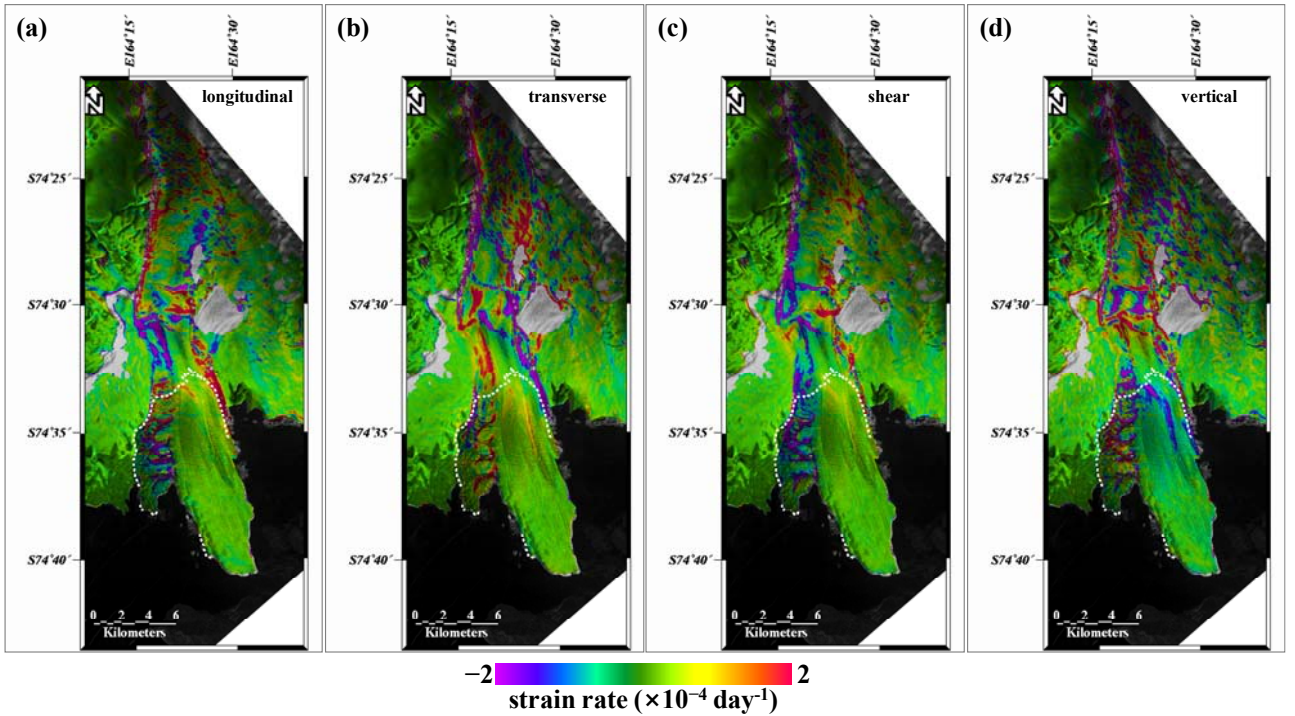 (a)
E164°15´
E164°30´
longitudinal
N
S74°25´
S74°30´
S74°35´
S74°40´
0 2 4 6
Kilometers
(b)
E164°15´
E164°30´
transverse
N
S74°25´
S74°30´
S74°35´
S74°40´
0 2 4 6
Kilometers
(c)
E164°15´
E164°30´
shear
N
S74°25´
S74°30´
S74°35´
S74°40´
0 2 4 6
Kilometers
(d)
E164°15´
E164°30´
vertical
N
S74°25´
S74°30´
S74°35´
S74°40´
0 2 4 6
Kilometers
−2 2
strain rate (×10⁻⁴ day⁻¹)